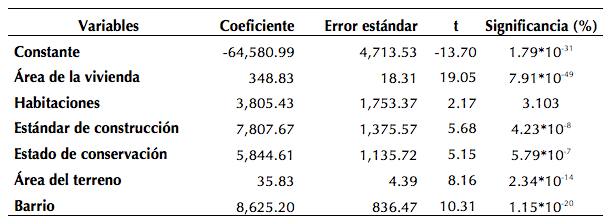 Variables Coeficiente Error estándar t Significancia (%)
Constante -64,580.99 4,713.53 -13.70 1.79*10⁻³¹
Área de la vivienda 348.83 18.31 19.05 7.91*10⁻⁴⁹
Habitaciones 3,805.43 1,753.37 2.17 3.103
Estándar de construcción 7,807.67 1,375.57 5.68 4.23*10⁻⁸
Estado de conservación 5,844.61 1,135.72 5.15 5.79*10⁻⁷
Área del terreno 35.83 4.39 8.16 2.34*10⁻¹⁴
Barrio 8,625.20 836.47 10.31 1.15*10⁻²⁰